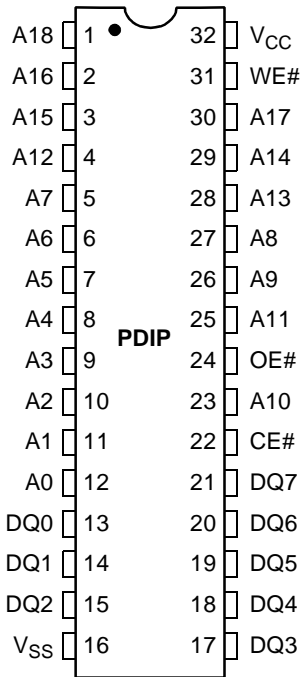 A18 1 32 VCC
A16 2 31 WE#
A15 3 30 A17
A12 4 29 A14
A7 5 28 A13
A6 6 27 A8
A5 7 26 A9
A4 8 25 A11
PDIP
A3 9 24 OE#
A2 10 23 A10
A1 11 22 CE#
A0 12 21 DQ7
DQ0 13 20 DQ6
DQ1 14 19 DQ5
DQ2 15 18 DQ4
VSS 16 17 DQ3